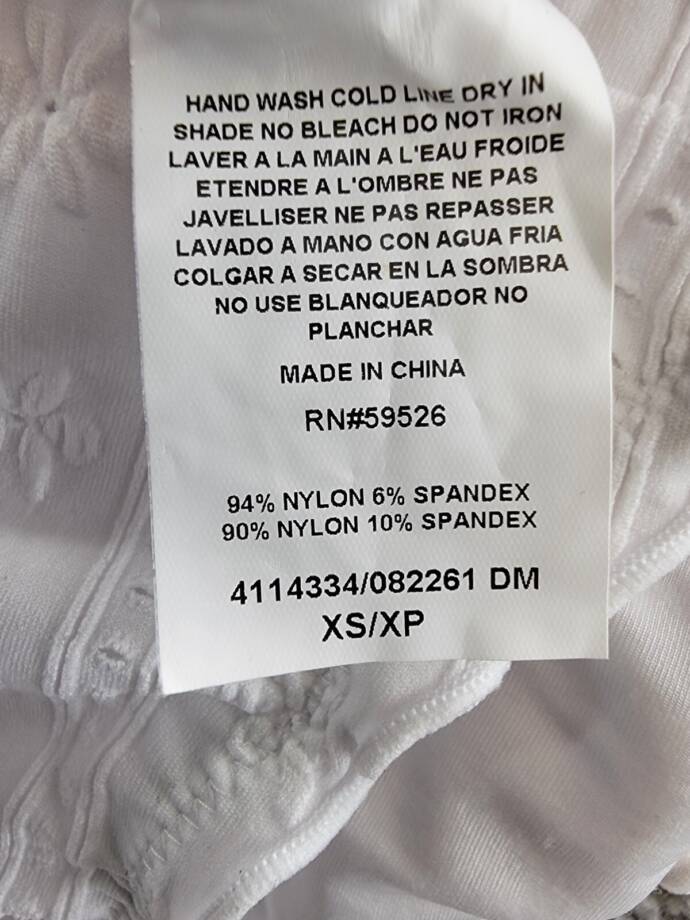 HAND WASH COLD LINE DRY IN
SHADE NO BLEACH DO NOT IRON
LAVER A LA MAIN A L'EAU FROIDE
ETENDRE A L'OMBRE NE PAS
JAVELLISER NE PAS REPASSER
LAVADO A MANO CON AGUA FRIA
COLGAR A SECAR EN LA SOMBRA
NO USE BLANQUEADOR NO
PLANCHAR
MADE IN CHINA
RN#59526
94% NYLON 6% SPANDEX
90% NYLON 10% SPANDEX
4114334/082261 DM
XS/XP